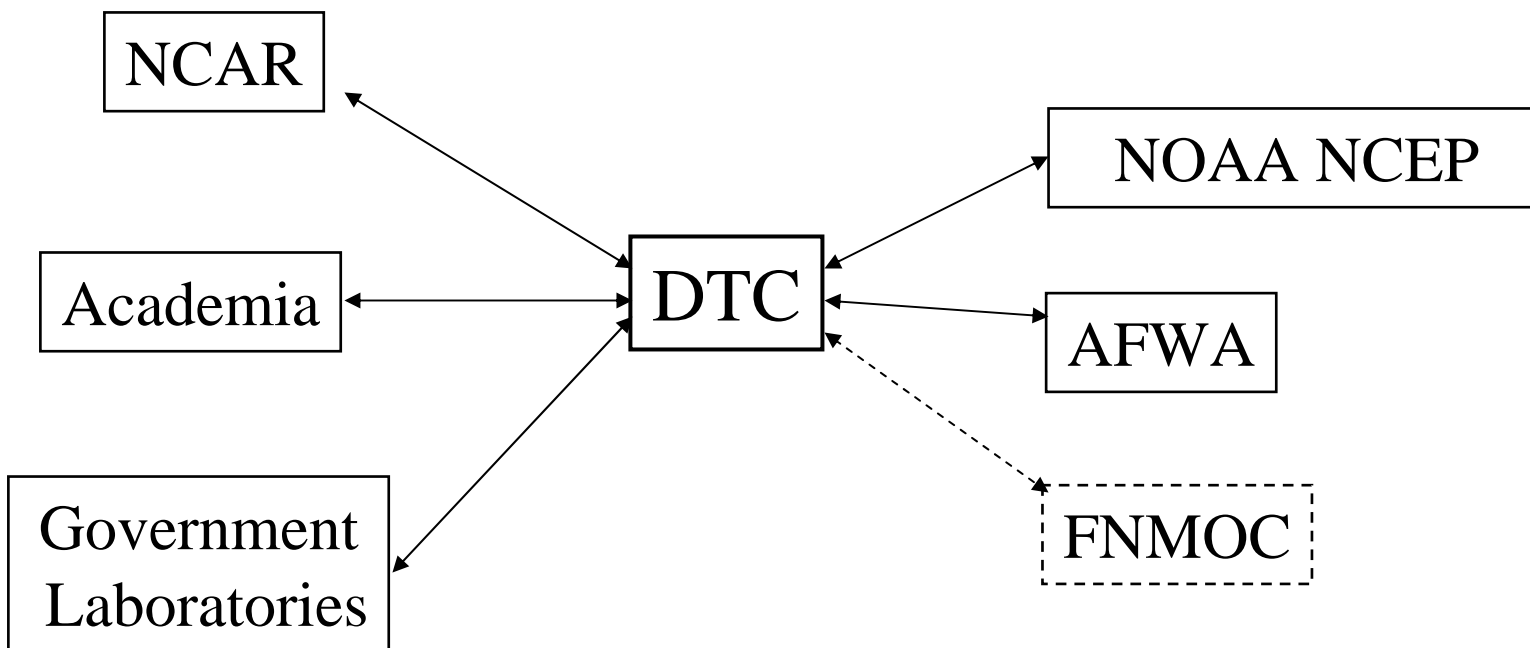 NCAR
NOAA NCEP
Academia
DTC
AFWA
Government
Laboratories
FNMOC